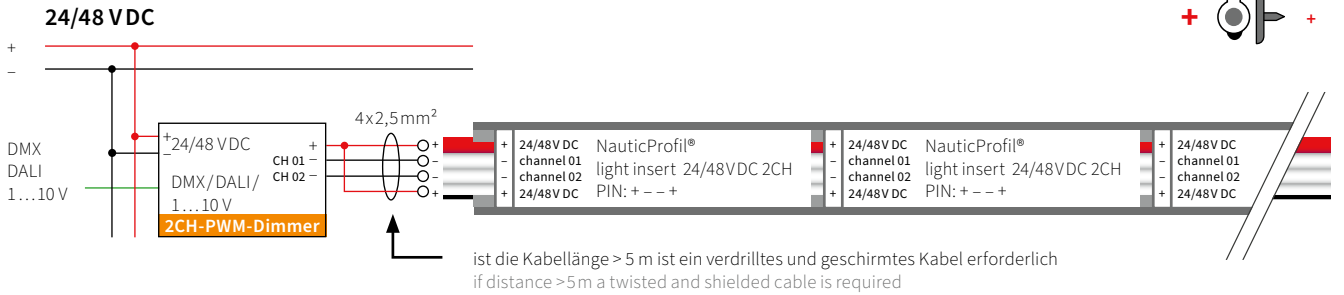 24/48 V DC
+ +
+
–
4x2,5mm²
DMX
DALI
1...10 V
+
–
24/48 V DC
DMX/DALI/
1...10 V
+
CH 01 –
CH 02 –
2CH-PWM-Dimmer
+
–
–
+
+ 24/48 V DC
– channel 01
– channel 02
+ 24/48V DC
NauticProfil®
light insert 24/48VDC 2CH
PIN: + – – +
+ 24/48 V DC
– channel 01
– channel 02
+ 24/48V DC
NauticProfil®
light insert 24/48VDC 2CH
PIN: + – – +
+ 24/48 V DC
– channel 01
– channel 02
+ 24/48V DC
ist die Kabellänge > 5 m ist ein verdrilltes und geschirmtes Kabel erforderlich
if distance >5m a twisted and shielded cable is required